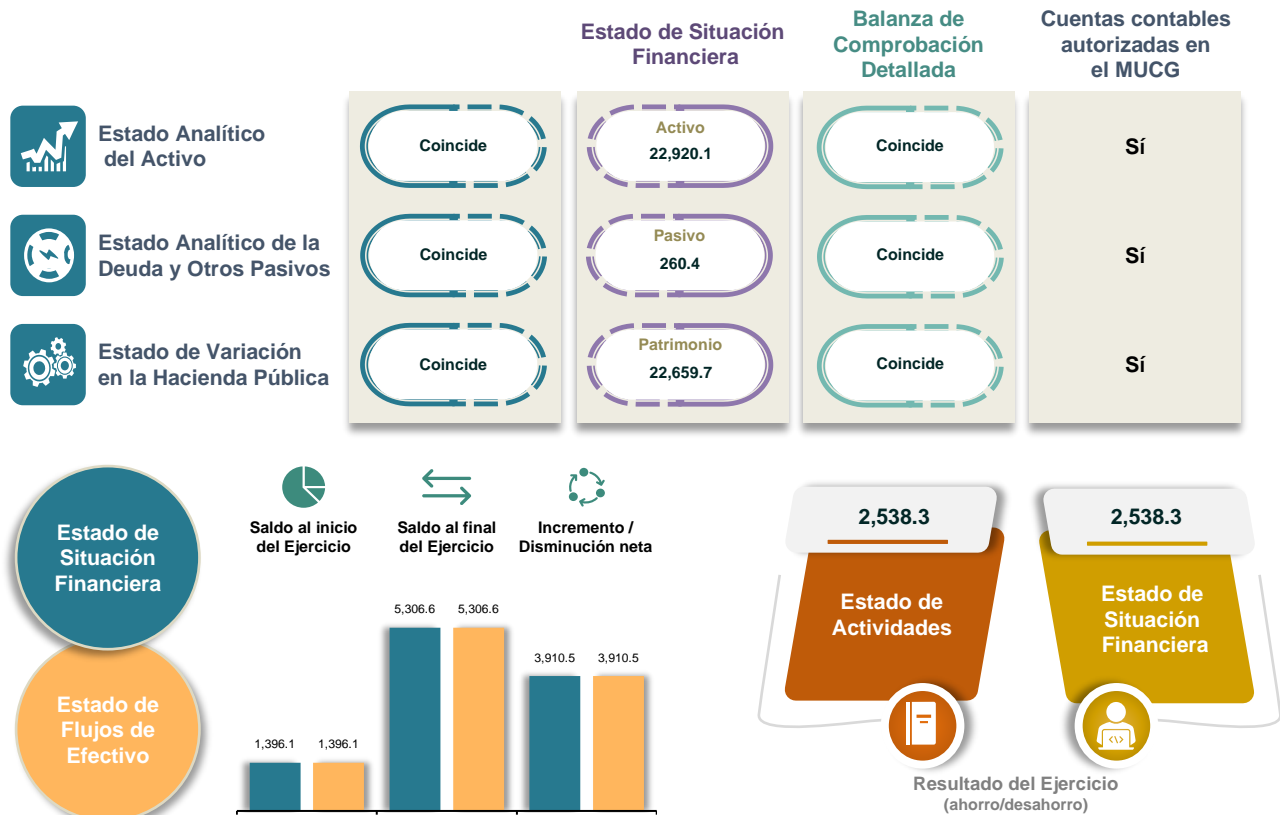 Estado de Situación
Financiera
Balanza de
Comprobación
Detallada
Cuentas contables
autorizadas en
el MUCG
Estado Analítico
del Activo
Coincide
Activo
22,920.1
Coincide
Sí
Estado Analítico de la
Deuda y Otros Pasivos
Coincide
Pasivo
260.4
Coincide
Sí
Estado de Variación
en la Hacienda Pública
Coincide
Patrimonio
22,659.7
Coincide
Sí
Estado de
Situación
Financiera
Estado de
Flujos de
Efectivo
Saldo al inicio
del Ejercicio
Saldo al final
del Ejercicio
Incremento /
Disminución neta
1,396.1
1,396.1
5,306.6
5,306.6
3,910.5
3,910.5
2,538.3
Estado de
Actividades
2,538.3
Estado de
Situación
Financiera
Resultado del Ejercicio
(ahorro/desahorro)